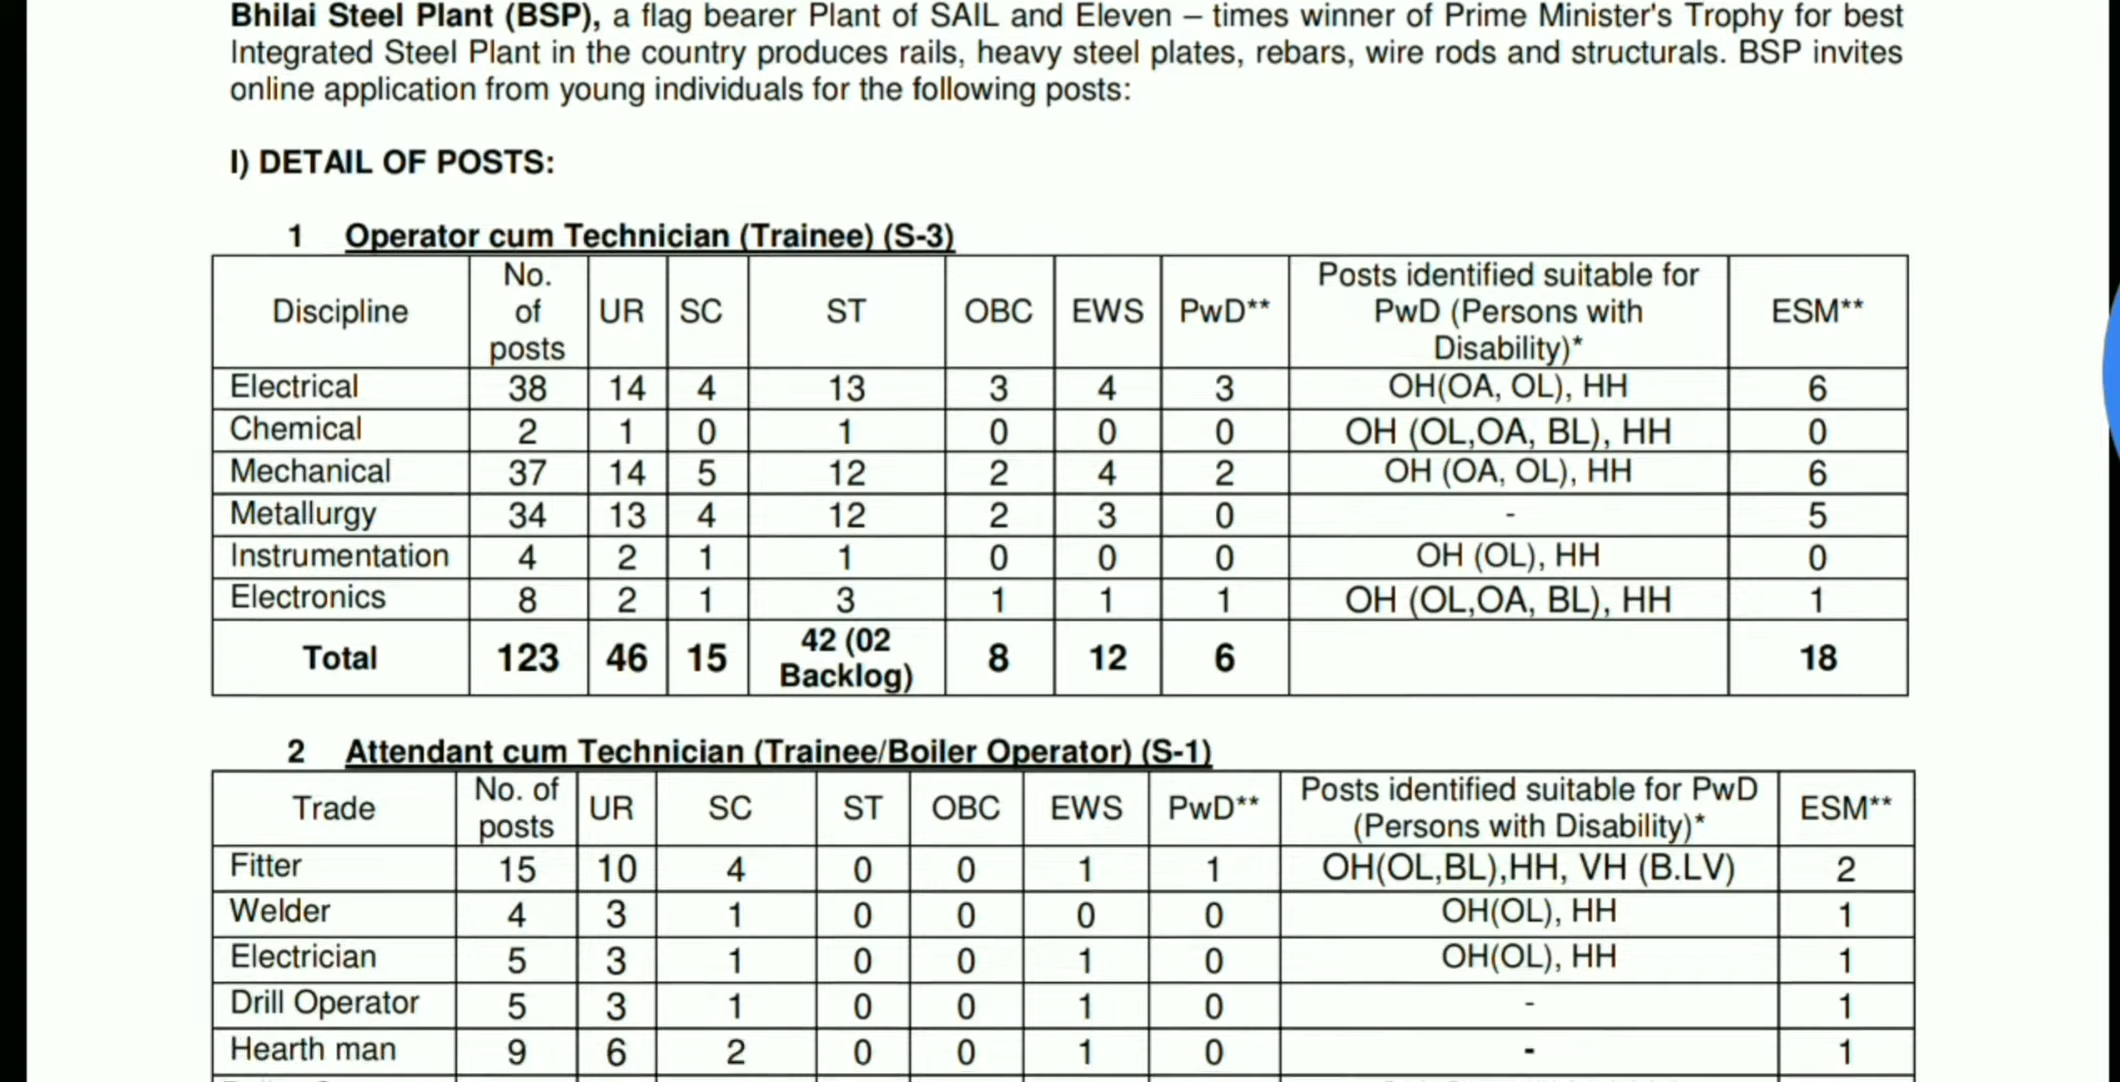 Bhilai Steel Plant (BSP), a flag bearer Plant of SAIL and Eleven – times winner of Prime Minister's Trophy for best
Integrated Steel Plant in the country produces rails, heavy steel plates, rebars, wire rods and structurals. BSP invites
online application from young individuals for the following posts:
I) DETAIL OF POSTS:
1 Operator cum Technician (Trainee) (S-3)
Discipline No. of posts UR SC ST OBC EWS PwD** Posts identified suitable for PwD (Persons with Disability)* ESM**
Electrical 38 14 4 13 3 4 3 OH(OA, OL), HH 6
Chemical 2 1 0 1 0 0 0 OH (OL,OA, BL), HH 0
Mechanical 37 14 5 12 2 4 2 OH (OA, OL), HH 6
Metallurgy 34 13 4 12 2 3 0 - 5
Instrumentation 4 2 1 1 0 0 0 OH (OL), HH 0
Electronics 8 2 1 3 1 1 1 OH (OL,OA, BL), HH 1
Total 123 46 15 42 (02 Backlog) 8 12 6 18
2 Attendant cum Technician (Trainee/Boiler Operator) (S-1)
Trade No. of posts UR SC ST OBC EWS PwD** Posts identified suitable for PwD (Persons with Disability)* ESM**
Fitter 15 10 4 0 0 1 1 OH(OL,BL),HH, VH (B.LV) 2
Welder 4 3 1 0 0 0 0 OH(OL), HH 1
Electrician 5 3 1 0 0 1 0 OH(OL), HH 1
Drill Operator 5 3 1 0 0 1 0 - 1
Hearth man 9 6 2 0 0 1 0 - 1